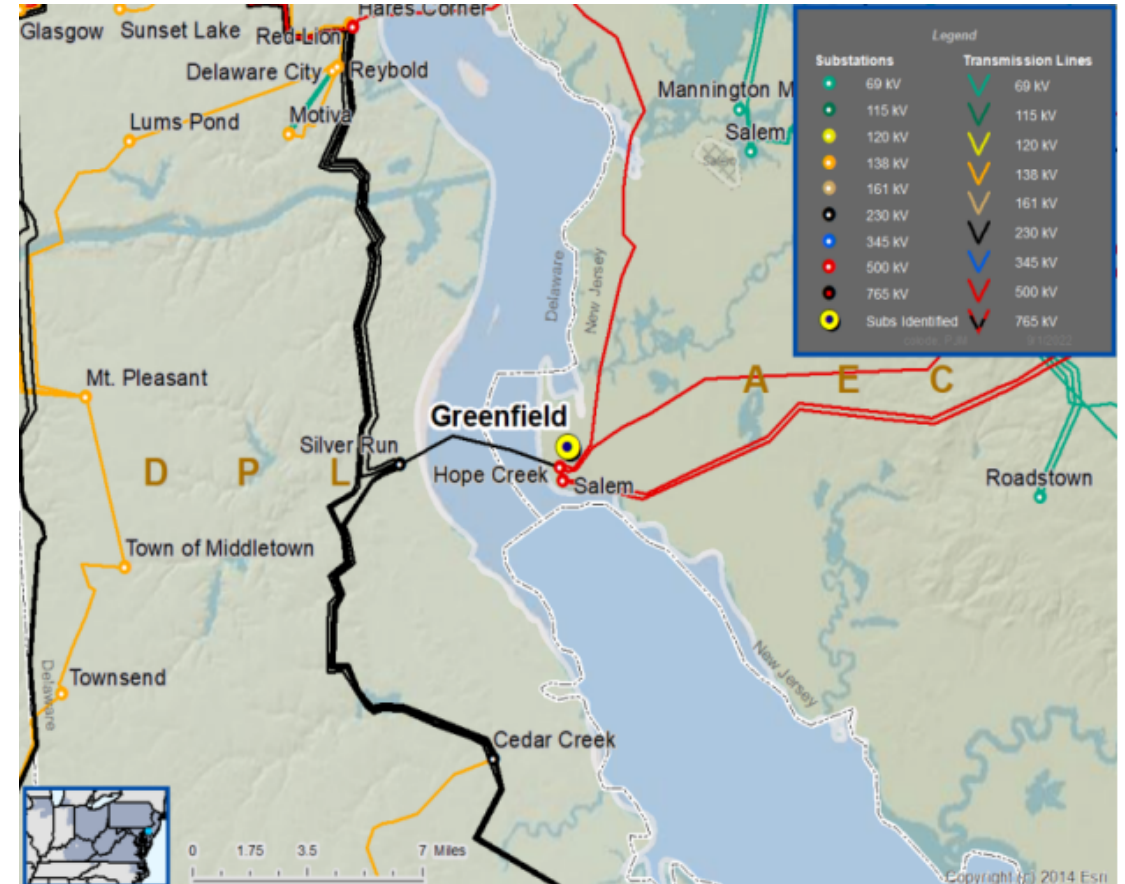 Hares Corner
Glasgow
Sunset Lake
Red Lion
Delaware City
Reybold
Lums Pond
Motiva
Mannington M
Salem
Legend
Substations
Transmission Lines
69 kV
69 kV
115 kV
115 kV
120 kV
120 kV
138 kV
138 kV
161 kV
161 kV
230 kV
230 kV
345 kV
345 kV
500 kV
500 kV
765 kV
765 kV
Subs Identified
PJM
9/1/2022
Delaware
New Jersey
Mt. Pleasant
A E C
Greenfield
Silver Run
D P L
Hope Creek
Salem
Roadstown
Town of Middletown
Delaware
Townsend
New Jersey
Cedar Creek
0 1.75 3.5 7 Miles
Copyright (c) 2014 Esri